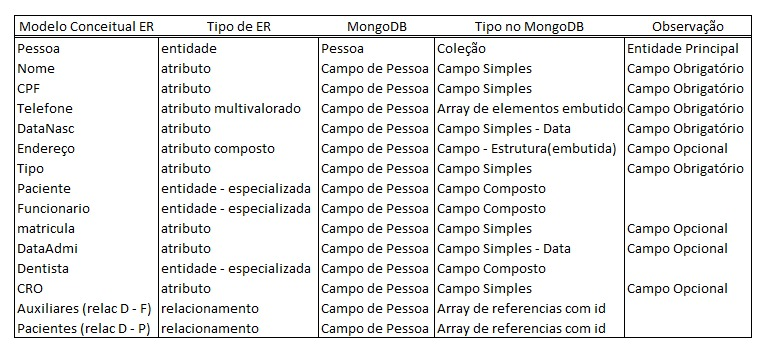 Modelo Conceitual ER Tipo de ER MongoDB Tipo no MongoDB Observação
Pessoa entidade Pessoa Coleção Entidade Principal
Nome atributo Campo de Pessoa Campo Simples Campo Obrigatório
CPF atributo Campo de Pessoa Campo Simples Campo Obrigatório
Telefone atributo multivalorado Campo de Pessoa Array de elementos embutido Campo Obrigatório
DataNasc atributo Campo de Pessoa Campo Simples - Data Campo Obrigatório
Endereço atributo composto Campo de Pessoa Campo - Estrutura(embutida) Campo Opcional
Tipo atributo Campo de Pessoa Campo Simples Campo Obrigatório
Paciente entidade - especializada Campo de Pessoa Campo Composto
Funcionario entidade - especializada Campo de Pessoa Campo Composto
matricula atributo Campo de Pessoa Campo Simples Campo Opcional
DataAdmi atributo Campo de Pessoa Campo Simples - Data Campo Opcional
Dentista entidade - especializada Campo de Pessoa Campo Composto
CRO atributo Campo de Pessoa Campo Simples Campo Opcional
Auxiliares (relac D - F) relacionamento Campo de Pessoa Array de referencias com id
Pacientes (relac D - P) relacionamento Campo de Pessoa Array de referencias com id